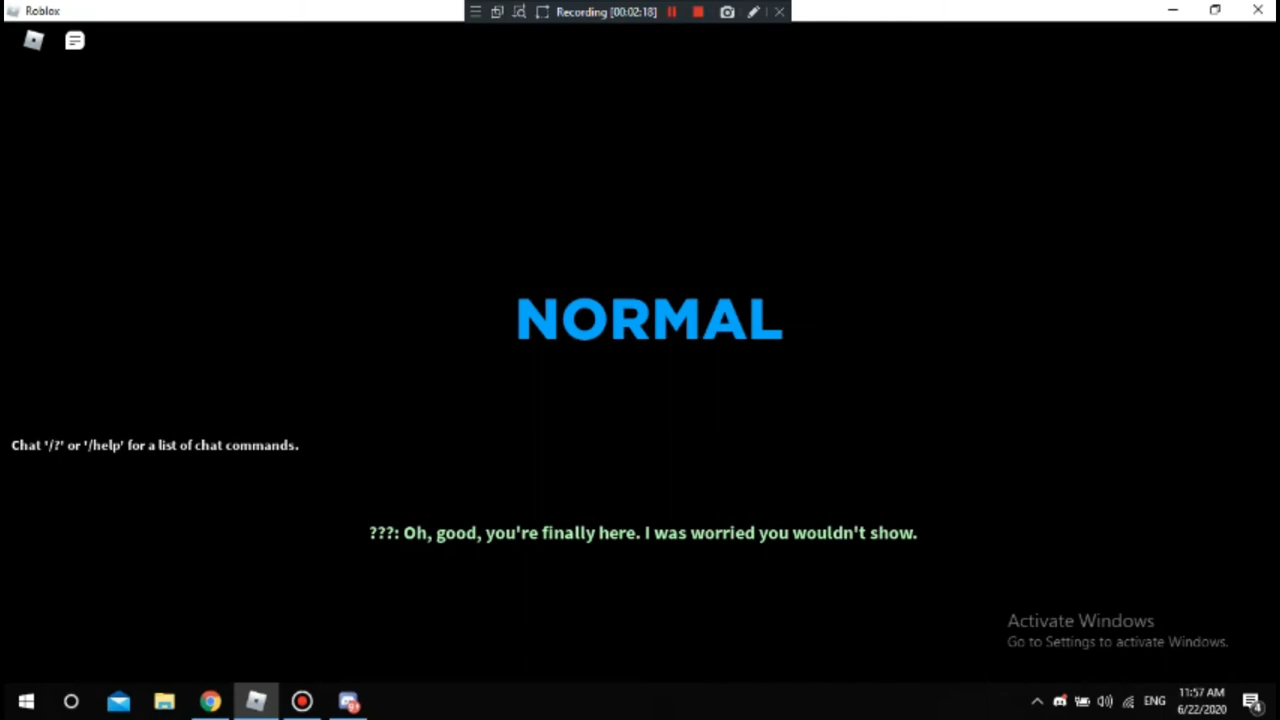 Roblox
Recording [00:02:18]
NORMAL
Chat '/?' or '/help' for a list of chat commands.
???: Oh, good, you're finally here. I was worried you wouldn't show.
Activate Windows
Go to Settings to activate Windows.
ENG
11:57 AM
6/22/2020
4